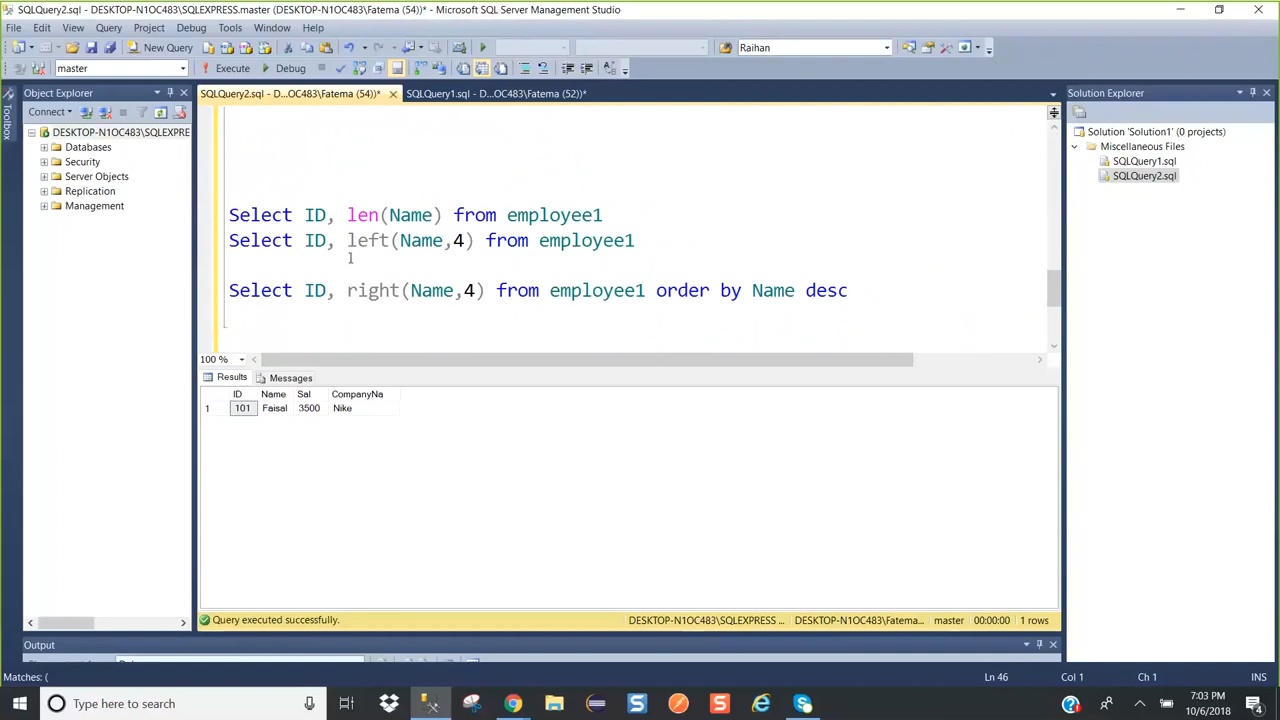 SQLQuery2.sql - DESKTOP-N1OC483\SQLEXPRESS.master (DESKTOP-N1OC483\Fatema (54))* - Microsoft SQL Server Management Studio
File Edit View Query Project Debug Tools Window Help
New Query Raihan
master Execute Debug
Toolbox
Object Explorer
Connect
DESKTOP-N1OC483\SQLEXPRE
Databases
Security
Server Objects
Replication
Management
SQLQuery2.sql - D...OC483\Fatema (54))* SQLQuery1.sql - D...OC483\Fatema (52))*
Select ID, len(Name) from employee1
Select ID, left(Name,4) from employee1
Select ID, right(Name,4) from employee1 order by Name desc
100 %
Results Messages
ID Name Sal CompanyNa
1 101 Faisal 3500 Nike
Query executed successfully. DESKTOP-N1OC483\SQLEXPRESS ... DESKTOP-N1OC483\Fatema... master 00:00:00 1 rows
Solution Explorer
Solution 'Solution1' (0 projects)
Miscellaneous Files
SQLQuery1.sql
SQLQuery2.sql
Output
Matches: ( Ln 46 Col 1 Ch 1 INS
Type here to search
7:03 PM
10/6/2018
4